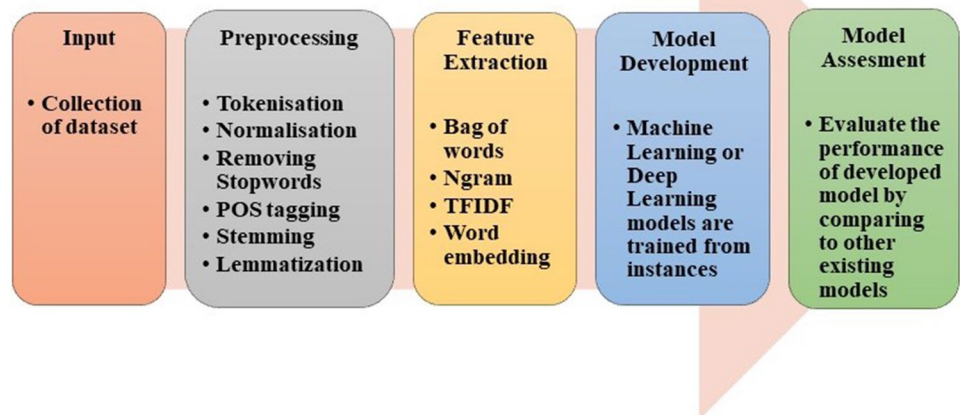 Input
• Collection
of dataset
Preprocessing
• Tokenisation
• Normalisation
• Removing
Stopwords
• POS tagging
• Stemming
• Lemmatization
Feature
Extraction
• Bag of
words
• Ngram
• TFIDF
• Word
embedding
Model
Development
• Machine
Learning or
Deep
Learning
models are
trained from
instances
Model
Assesment
• Evaluate the
performance
of developed
model by
comparing
to other
existing
models